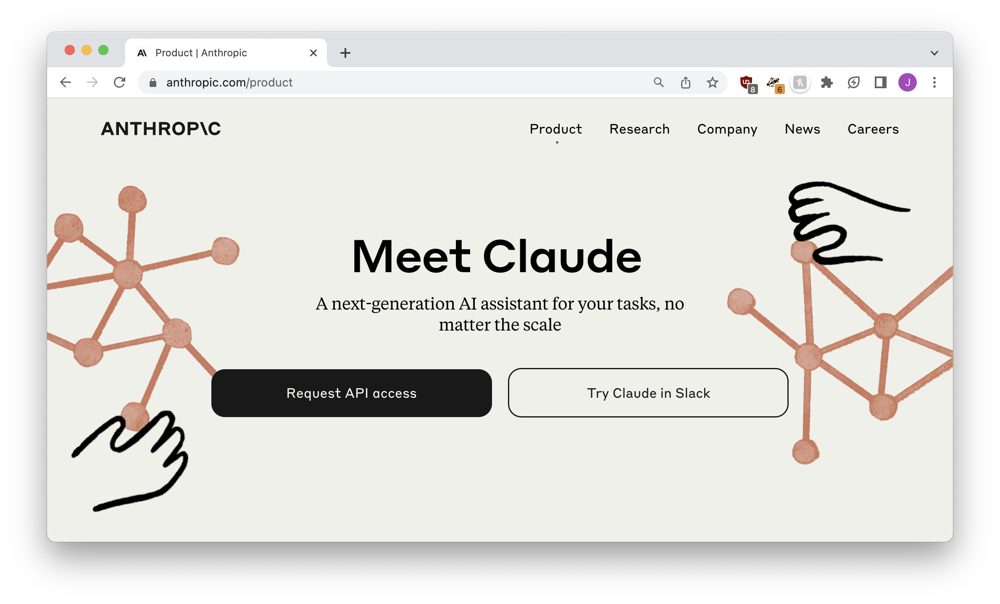 Product | Anthropic
anthropic.com/product
8
6
J
ANTHROP\C
Product
Research
Company
News
Careers
Meet Claude
A next-generation AI assistant for your tasks, no
matter the scale
Request API access
Try Claude in Slack